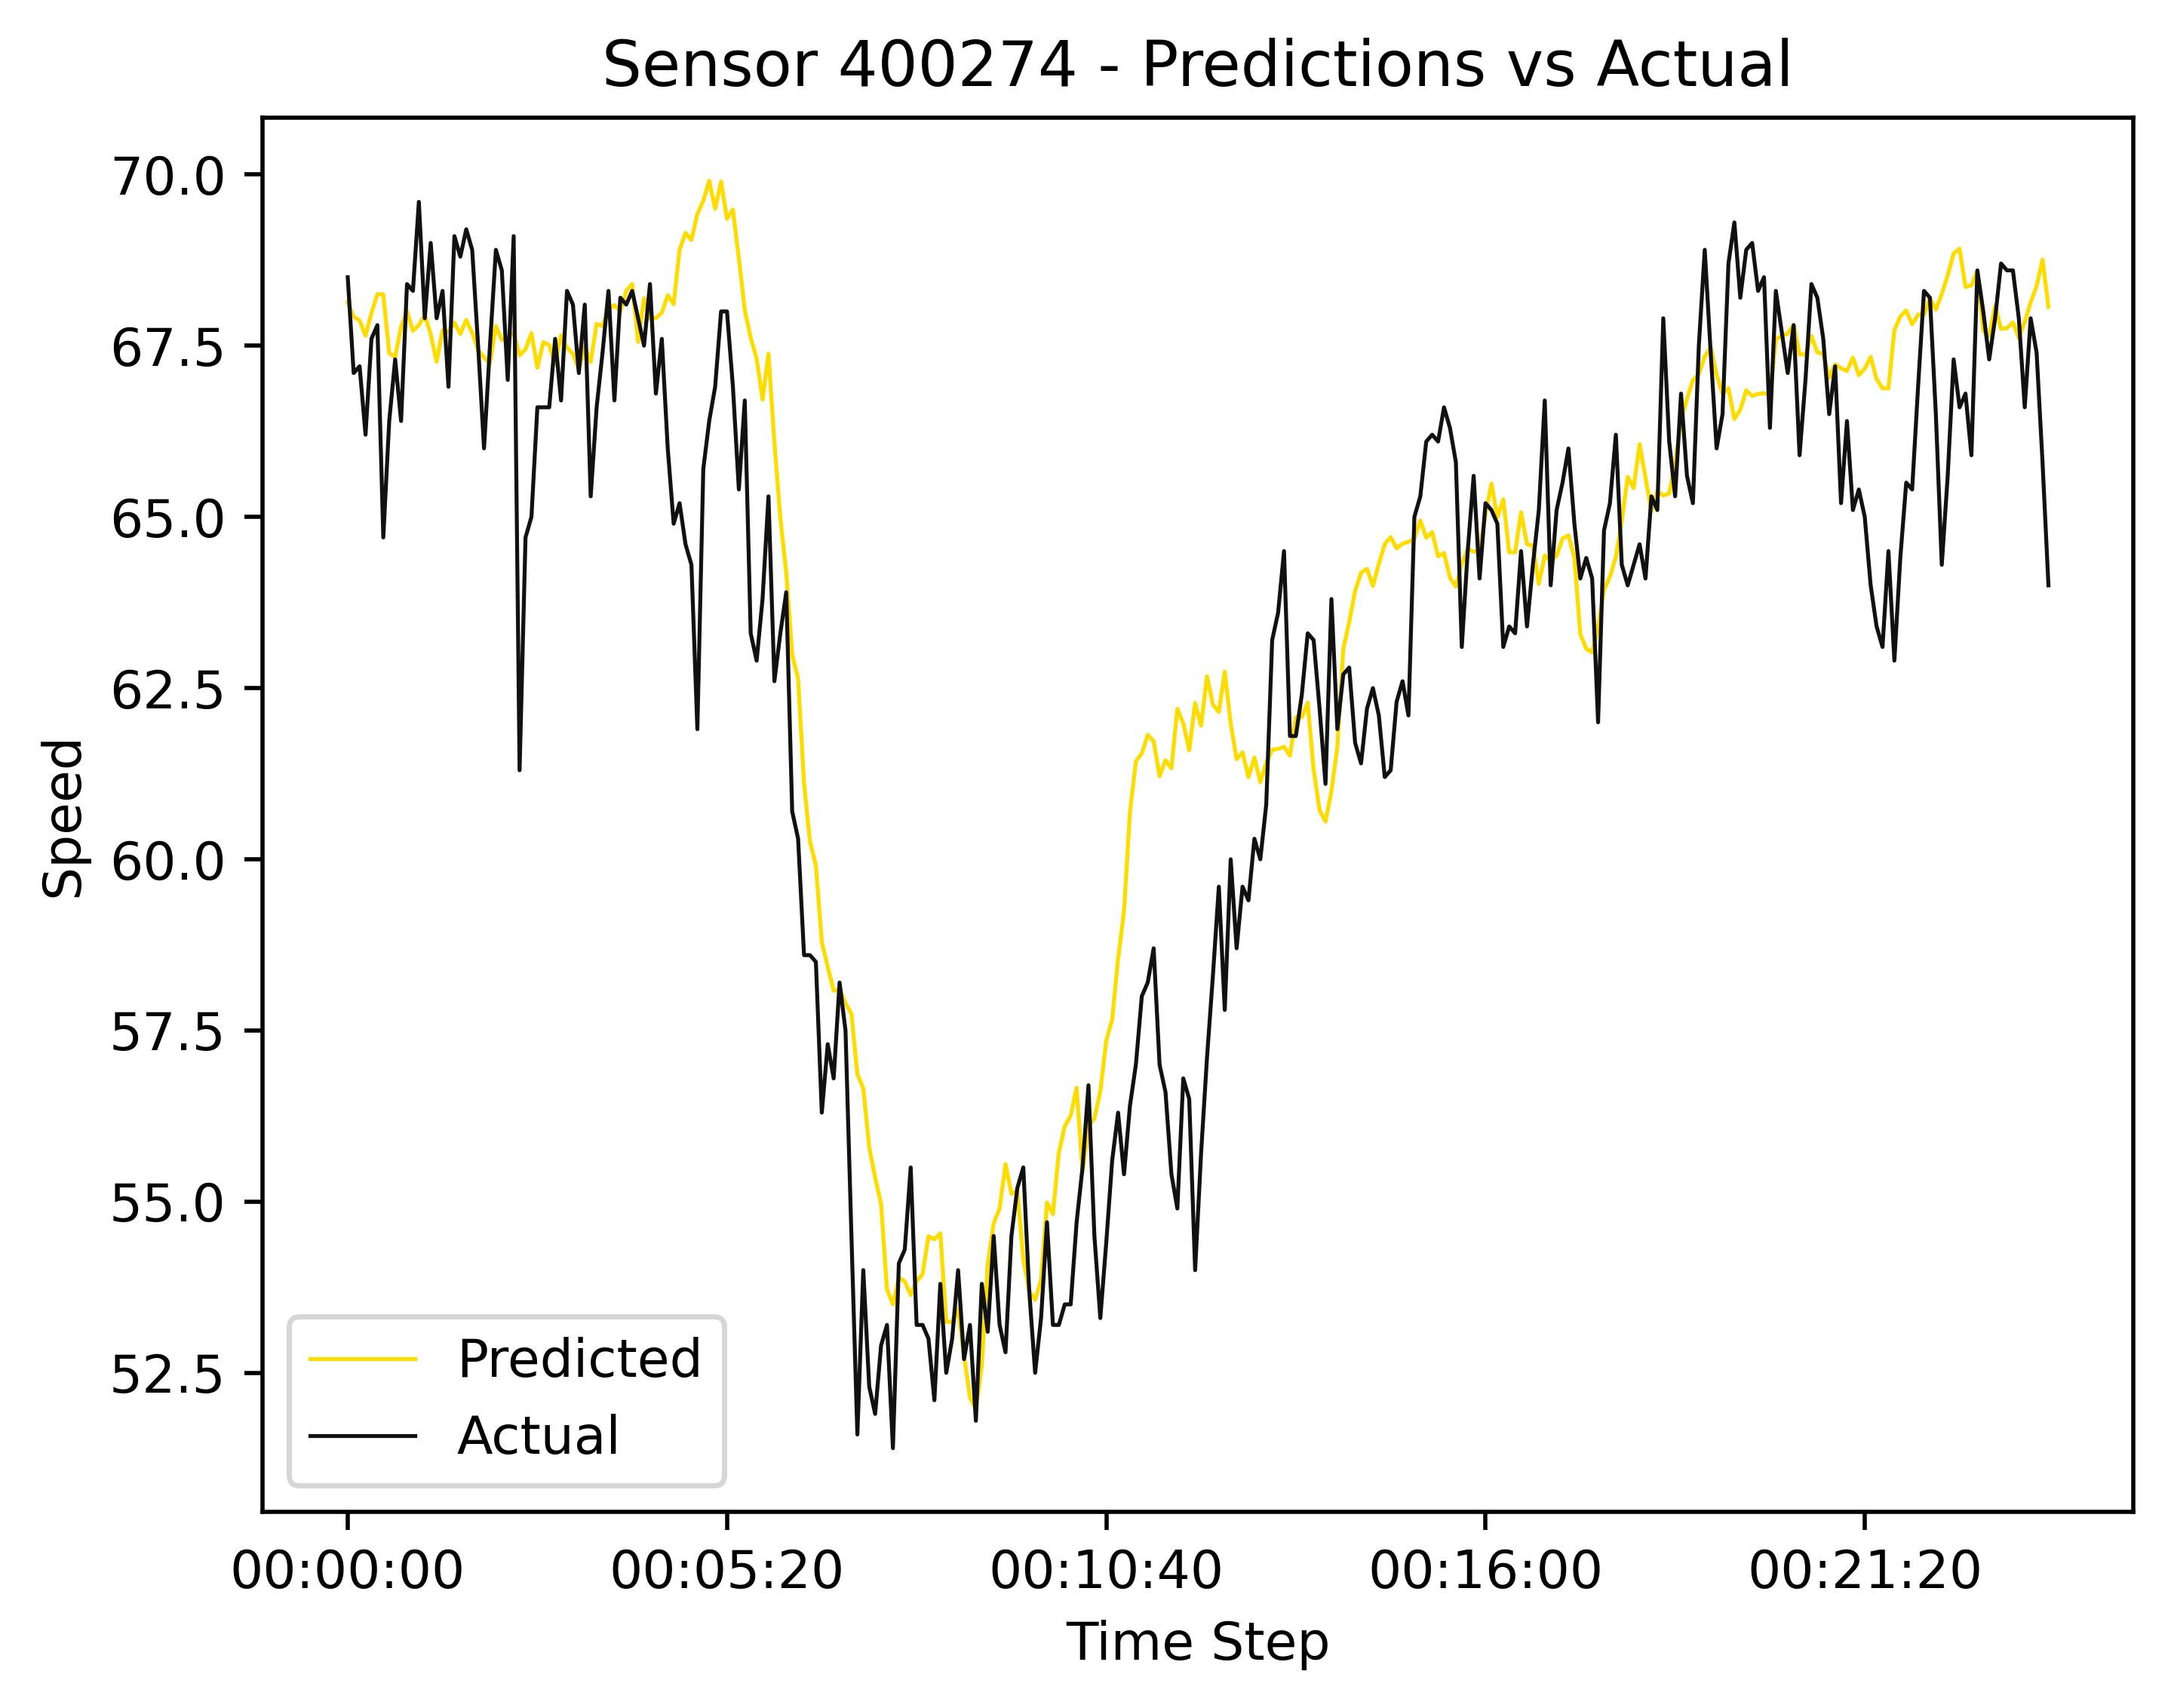 Sensor 400274 - Predictions vs Actual
70.0
67.5
65.0
62.5
60.0
57.5
55.0
52.5
Speed
Predicted
Actual
00:00:00 00:05:20 00:10:40 00:16:00 00:21:20
Time Step